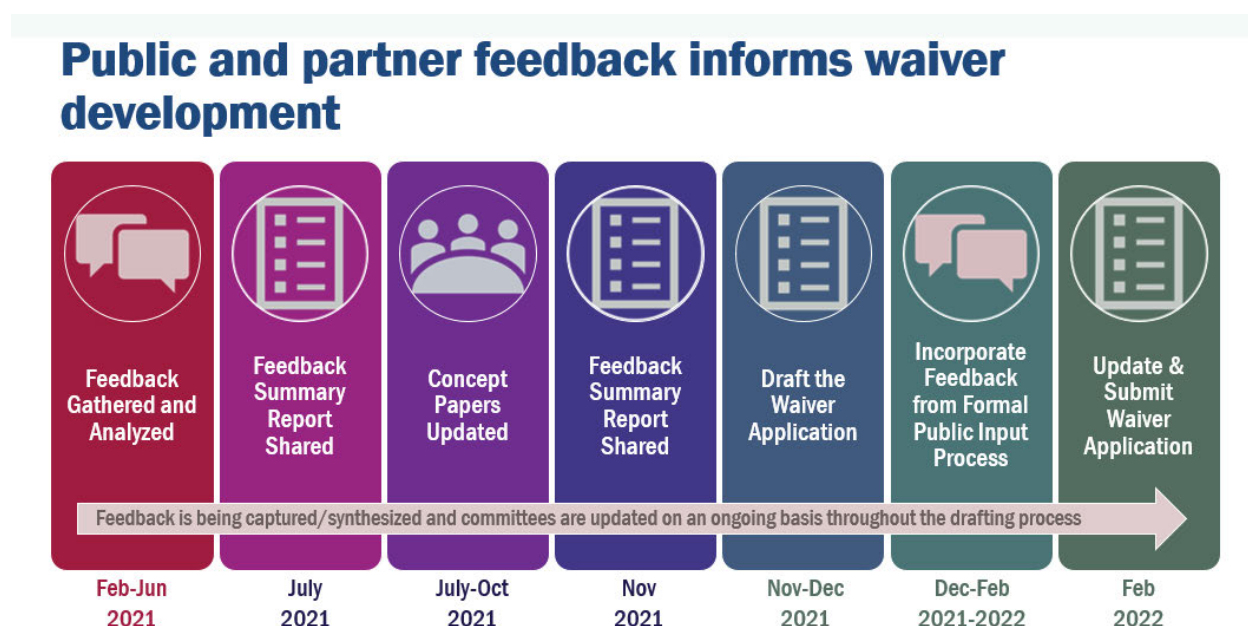 Public and partner feedback informs waiver
development
Feedback
Gathered and
Analyzed
Feedback
Summary
Report
Shared
Concept
Papers
Updated
Feedback
Summary
Report
Shared
Draft the
Waiver
Application
Incorporate
Feedback
from Formal
Public Input
Process
Update &
Submit
Waiver
Application
Feedback is being captured/synthesized and committees are updated on an ongoing basis throughout the drafting process
Feb-Jun
2021
July
2021
July-Oct
2021
Nov
2021
Nov-Dec
2021
Dec-Feb
2021-2022
Feb
2022